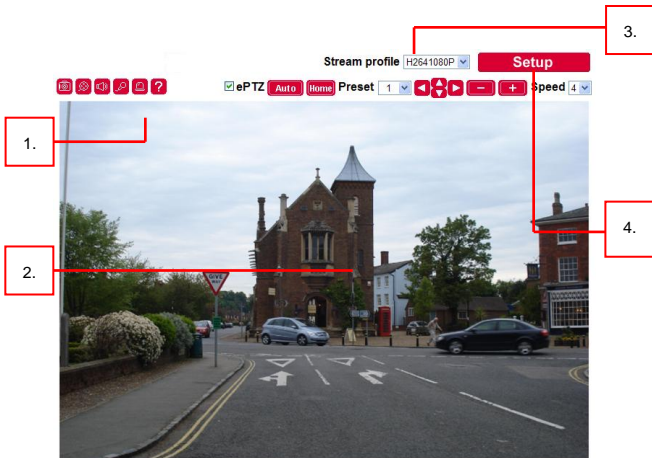 3.
Stream profile H2641080P Setup
? ePTZ Auto Home Preset 1 − + Speed 4
1.
4.
2.
GIVE WAY